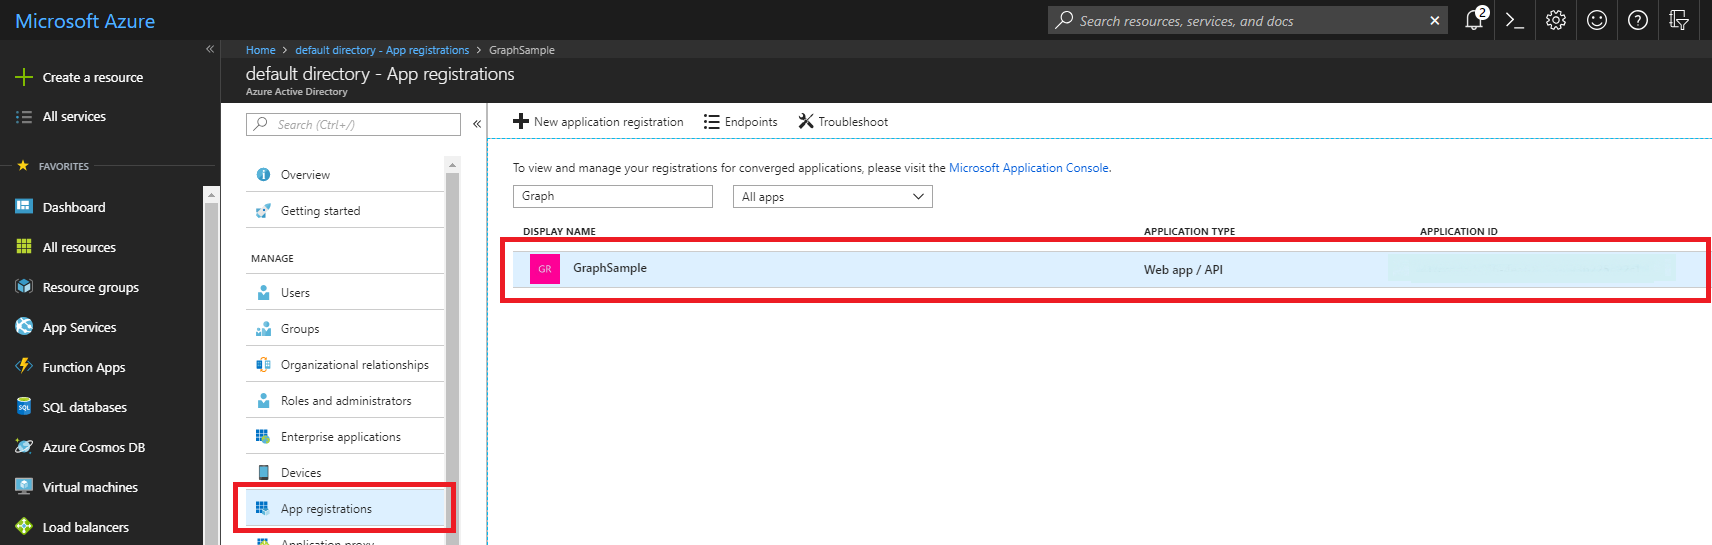 Microsoft Azure
Search resources, services, and docs
2
Create a resource
All services
FAVORITES
Dashboard
All resources
Resource groups
App Services
Function Apps
SQL databases
Azure Cosmos DB
Virtual machines
Load balancers
Home > default directory - App registrations > GraphSample
default directory - App registrations
Azure Active Directory
Search (Ctrl+/)
Overview
Getting started
MANAGE
Users
Groups
Organizational relationships
Roles and administrators
Enterprise applications
Devices
App registrations
Application proxy
New application registration Endpoints Troubleshoot
To view and manage your registrations for converged applications, please visit the Microsoft Application Console.
Graph All apps
DISPLAY NAME APPLICATION TYPE APPLICATION ID
GR GraphSample Web app / API